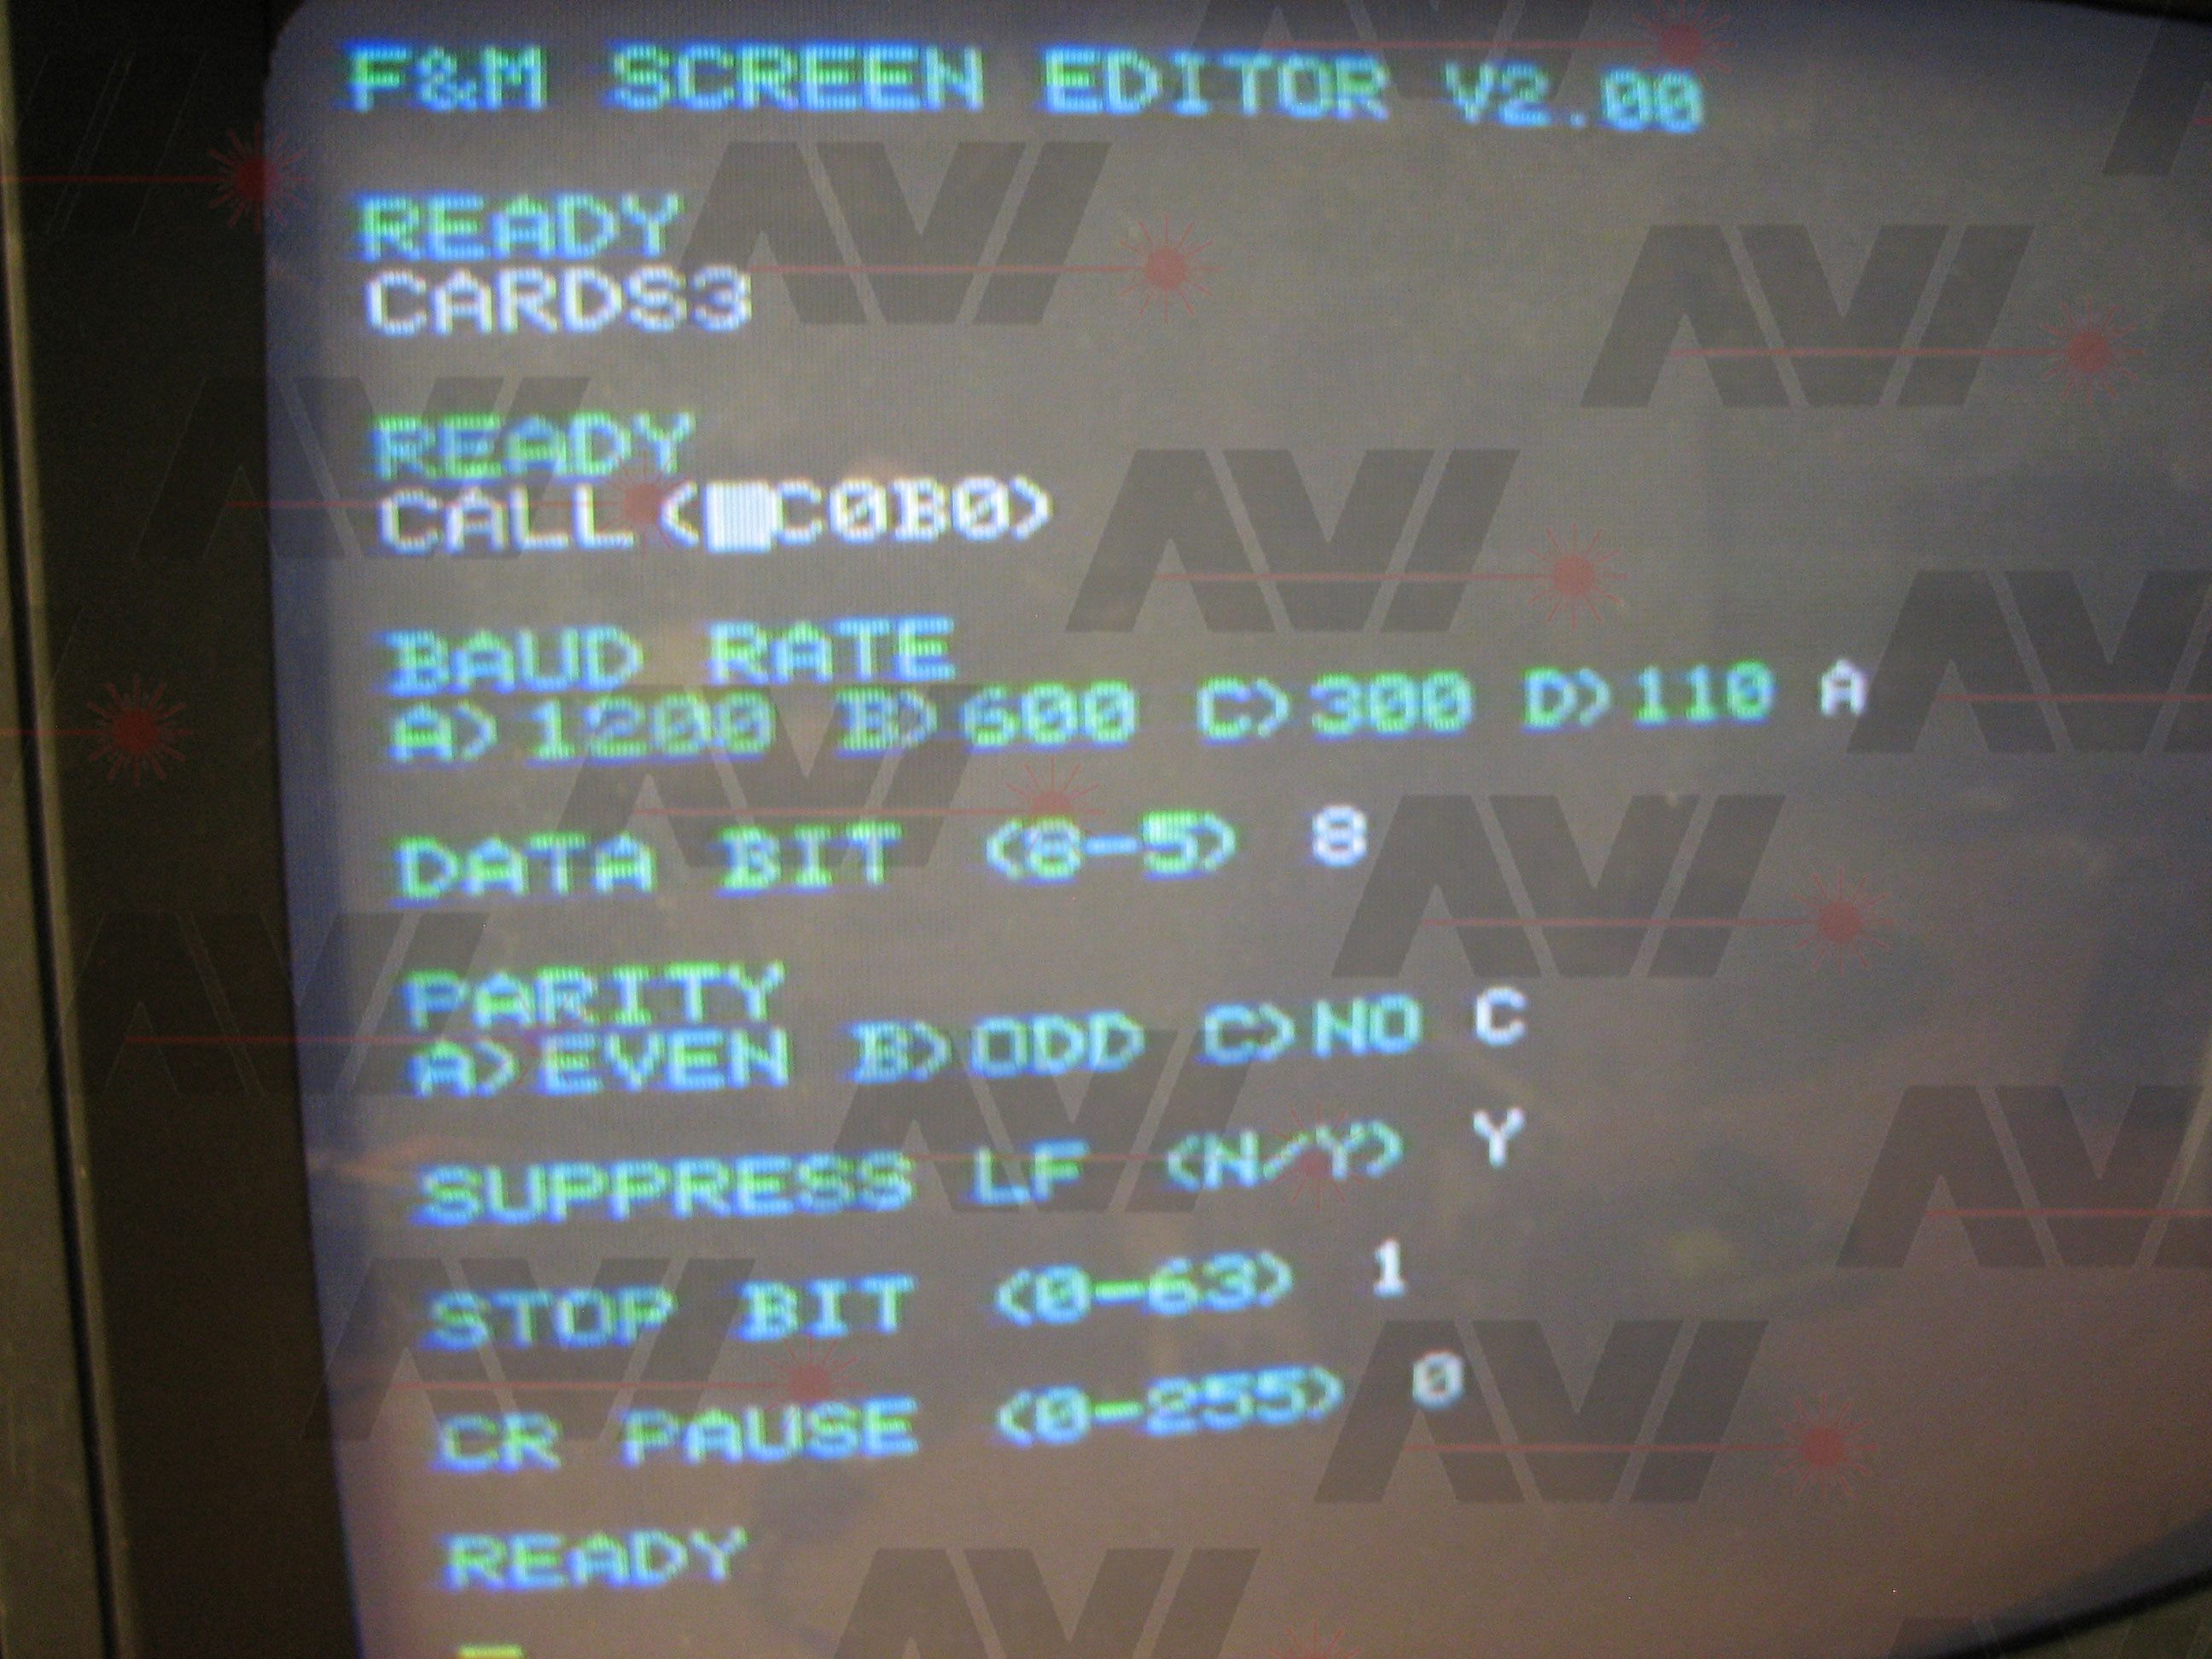 F&M SCREEN EDITOR V2.00
READY
CARDS3
READY
CALL(■C0B0)
BAUD RATE
A)1200 B)600 C)300 D)110 A
DATA BIT (8-5) 8
PARITY
A)EVEN B)ODD C)NO C
SUPPRESS LF (N/Y) Y
STOP BIT (0-63) 1
CR PAUSE (0-255) 0
READY